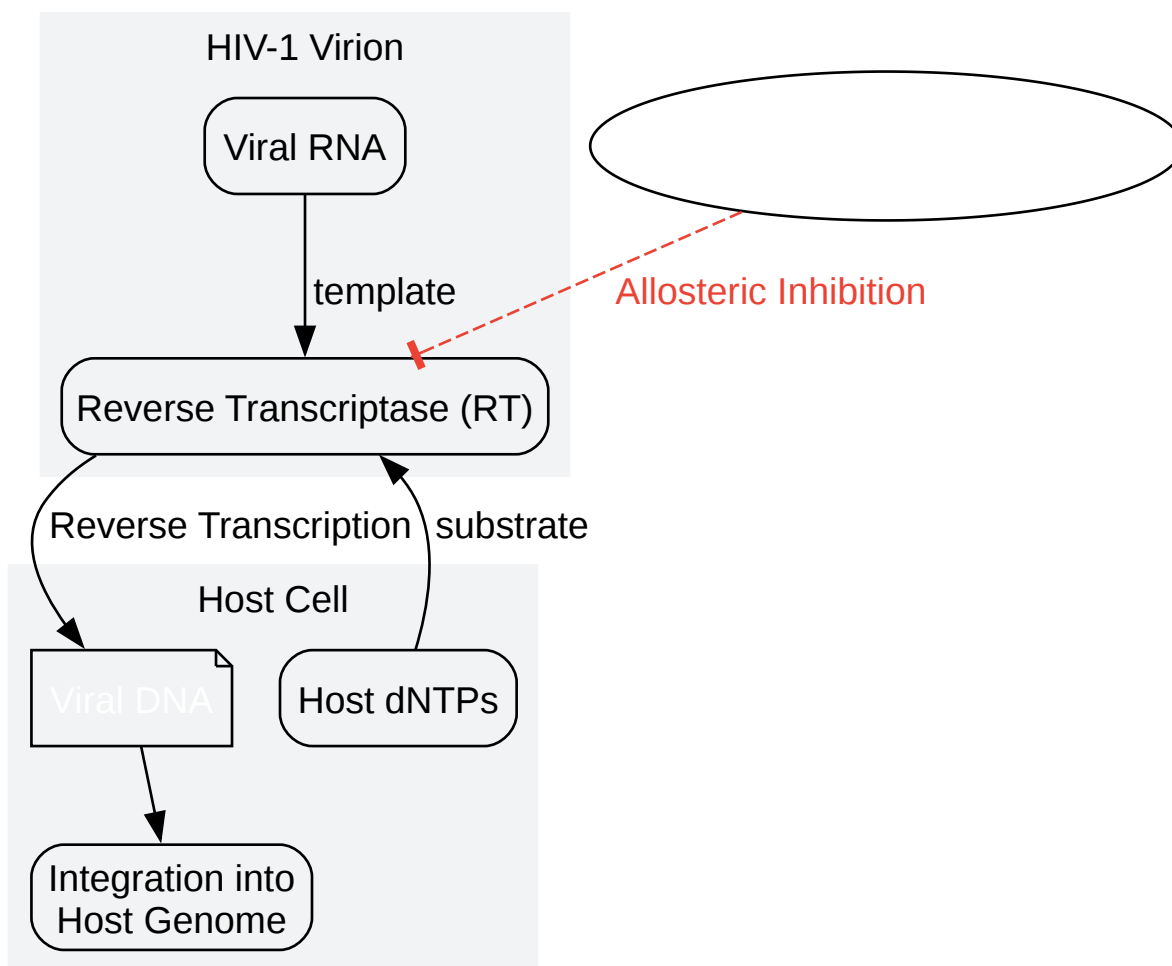 HIV-1 Virion
Viral RNA
template
Allosteric Inhibition
Reverse Transcriptase (RT)
Reverse Transcription
substrate
Host Cell
Viral DNA
Host dNTPs
Integration into
Host Genome